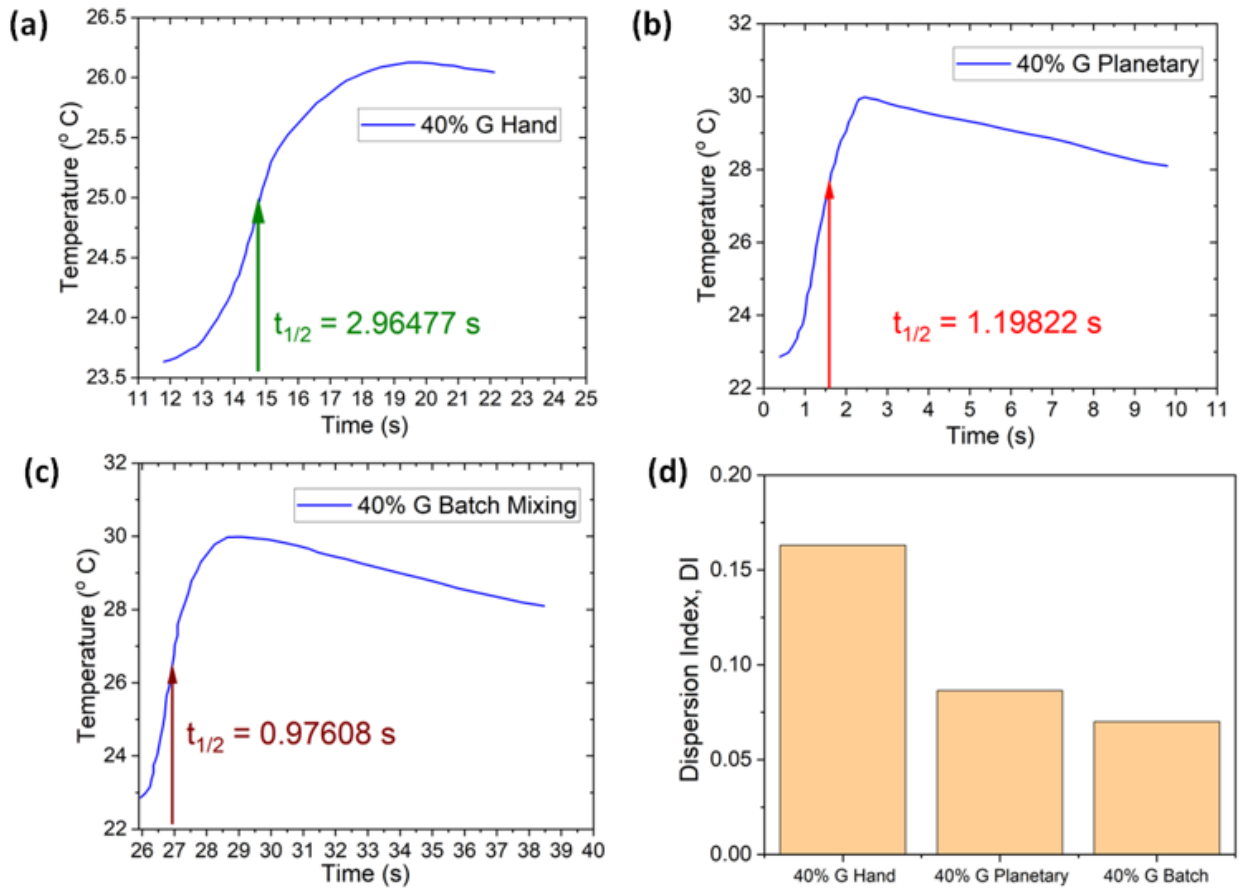 (a)
26.5
26.0
25.5
25.0
24.5
24.0
23.5
Temperature (° C)
40% G Hand
t1/2 = 2.96477 s
11 12 13 14 15 16 17 18 19 20 21 22 23 24 25
Time (s)
(b)
32
30
28
26
24
22
Temperature (° C)
40% G Planetary
t1/2 = 1.19822 s
0 1 2 3 4 5 6 7 8 9 10 11
Time (s)
(c)
32
30
28
26
24
22
Temperature (° C)
40% G Batch Mixing
t1/2 = 0.97608 s
26 27 28 29 30 31 32 33 34 35 36 37 38 39 40
Time (s)
(d)
0.20
0.15
0.10
0.05
0.00
Dispersion Index, DI
40% G Hand 40% G Planetary 40% G Batch